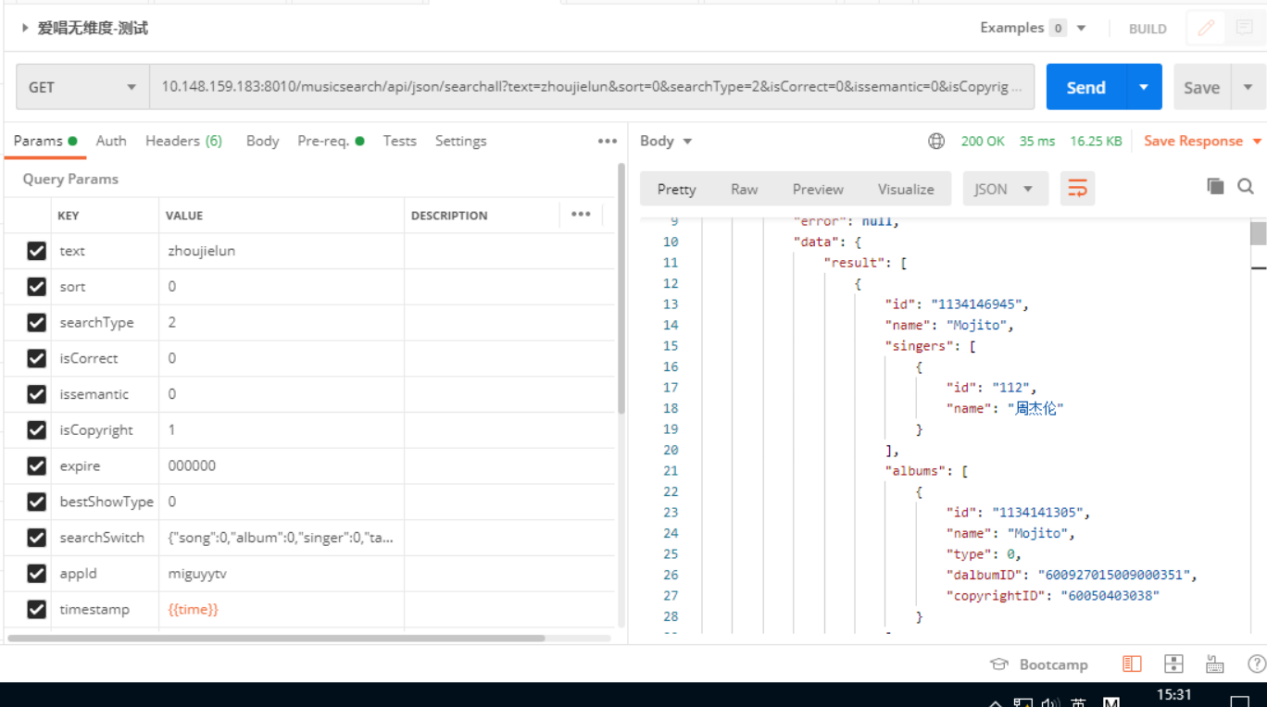 爱唱无维度-测试
Examples 0
BUILD
GET
10.148.159.183:8010/musicsearch/api/json/searchall?text=zhoujielun&sort=0&searchType=2&isCorrect=0&issemantic=0&isCopyrig ...
Send
Save
Params
Auth
Headers (6)
Body
Pre-req.
Tests
Settings
Query Params
KEY VALUE DESCRIPTION
text zhoujielun
sort 0
searchType 2
isCorrect 0
issemantic 0
isCopyright 1
expire 000000
bestShowType 0
searchSwitch {"song":0,"album":0,"singer":0,"ta...
appId miguyytv
timestamp {{time}}
Body
200 OK 35 ms 16.25 KB Save Response
Pretty Raw Preview Visualize JSON
9 "error": null,
10 "data": {
11 "result": [
12 {
13 "id": "1134146945",
14 "name": "Mojito",
15 "singers": [
16 {
17 "id": "112",
18 "name": "周杰伦"
19 }
20 ],
21 "albums": [
22 {
23 "id": "1134141305",
24 "name": "Mojito",
25 "type": 0,
26 "dalbumID": "600927015009000351",
27 "copyrightID": "60050403038"
28 }
Bootcamp
英 M 15:31